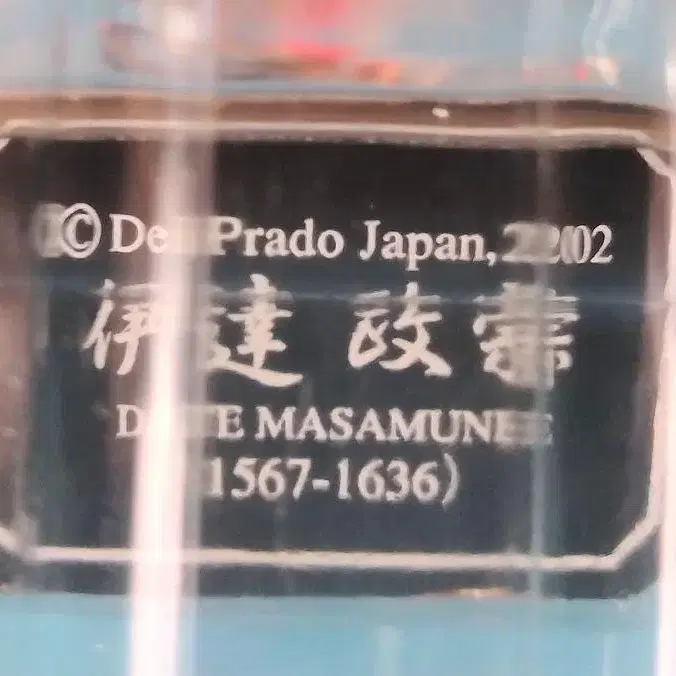 © Del Prado Japan, 2002
伊達 政宗
DATE MASAMUNE
(1567-1636)